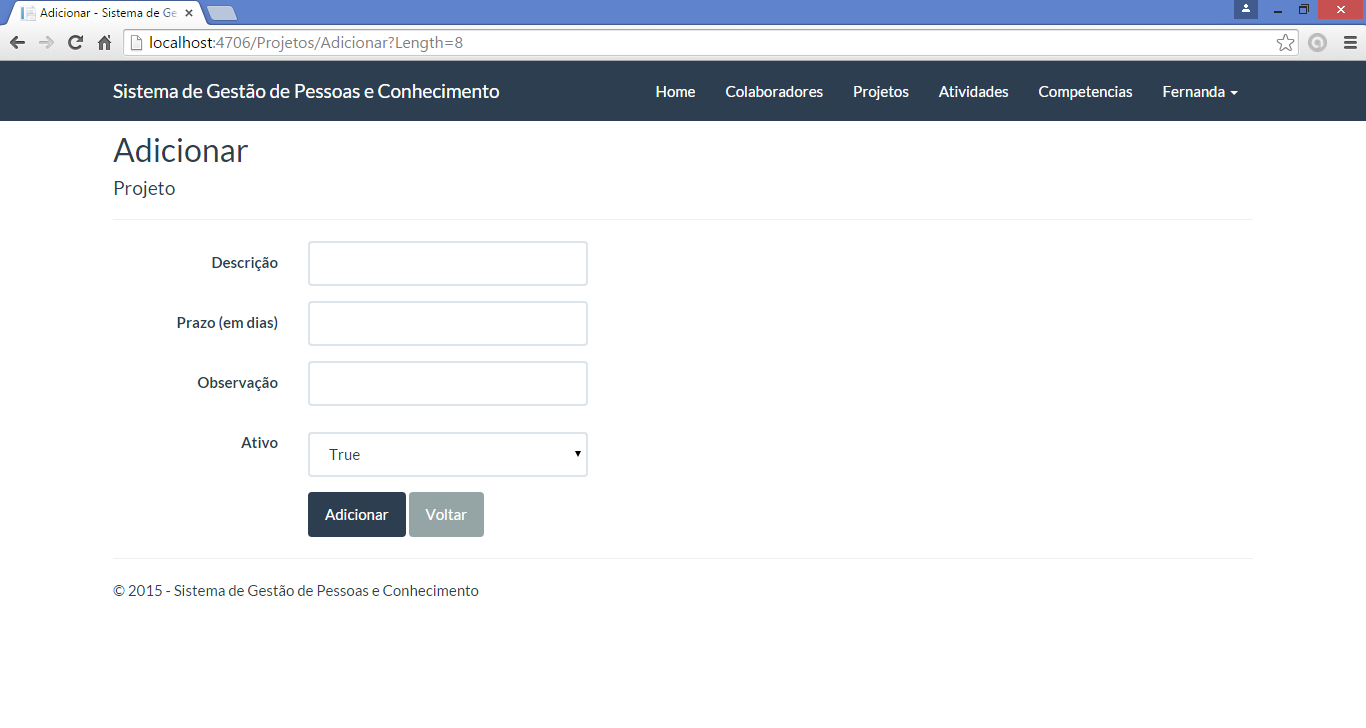 Adicionar - Sistema de Ge
localhost:4706/Projetos/Adicionar?Length=8
Sistema de Gestão de Pessoas e Conhecimento Home Colaboradores Projetos Atividades Competencias Fernanda
Adicionar
Projeto
Descrição
Prazo (em dias)
Observação
Ativo
True
Adicionar Voltar
© 2015 - Sistema de Gestão de Pessoas e Conhecimento